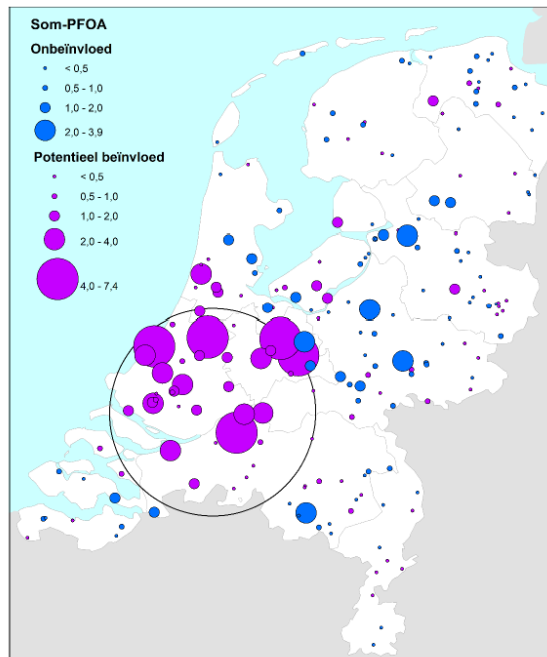 Som-PFOA
Onbeïnvloed
< 0,5
0,5 - 1,0
1,0 - 2,0
2,0 - 3,9
Potentieel beïnvloed
< 0,5
0,5 - 1,0
1,0 - 2,0
2,0 - 4,0
4,0 - 7,4